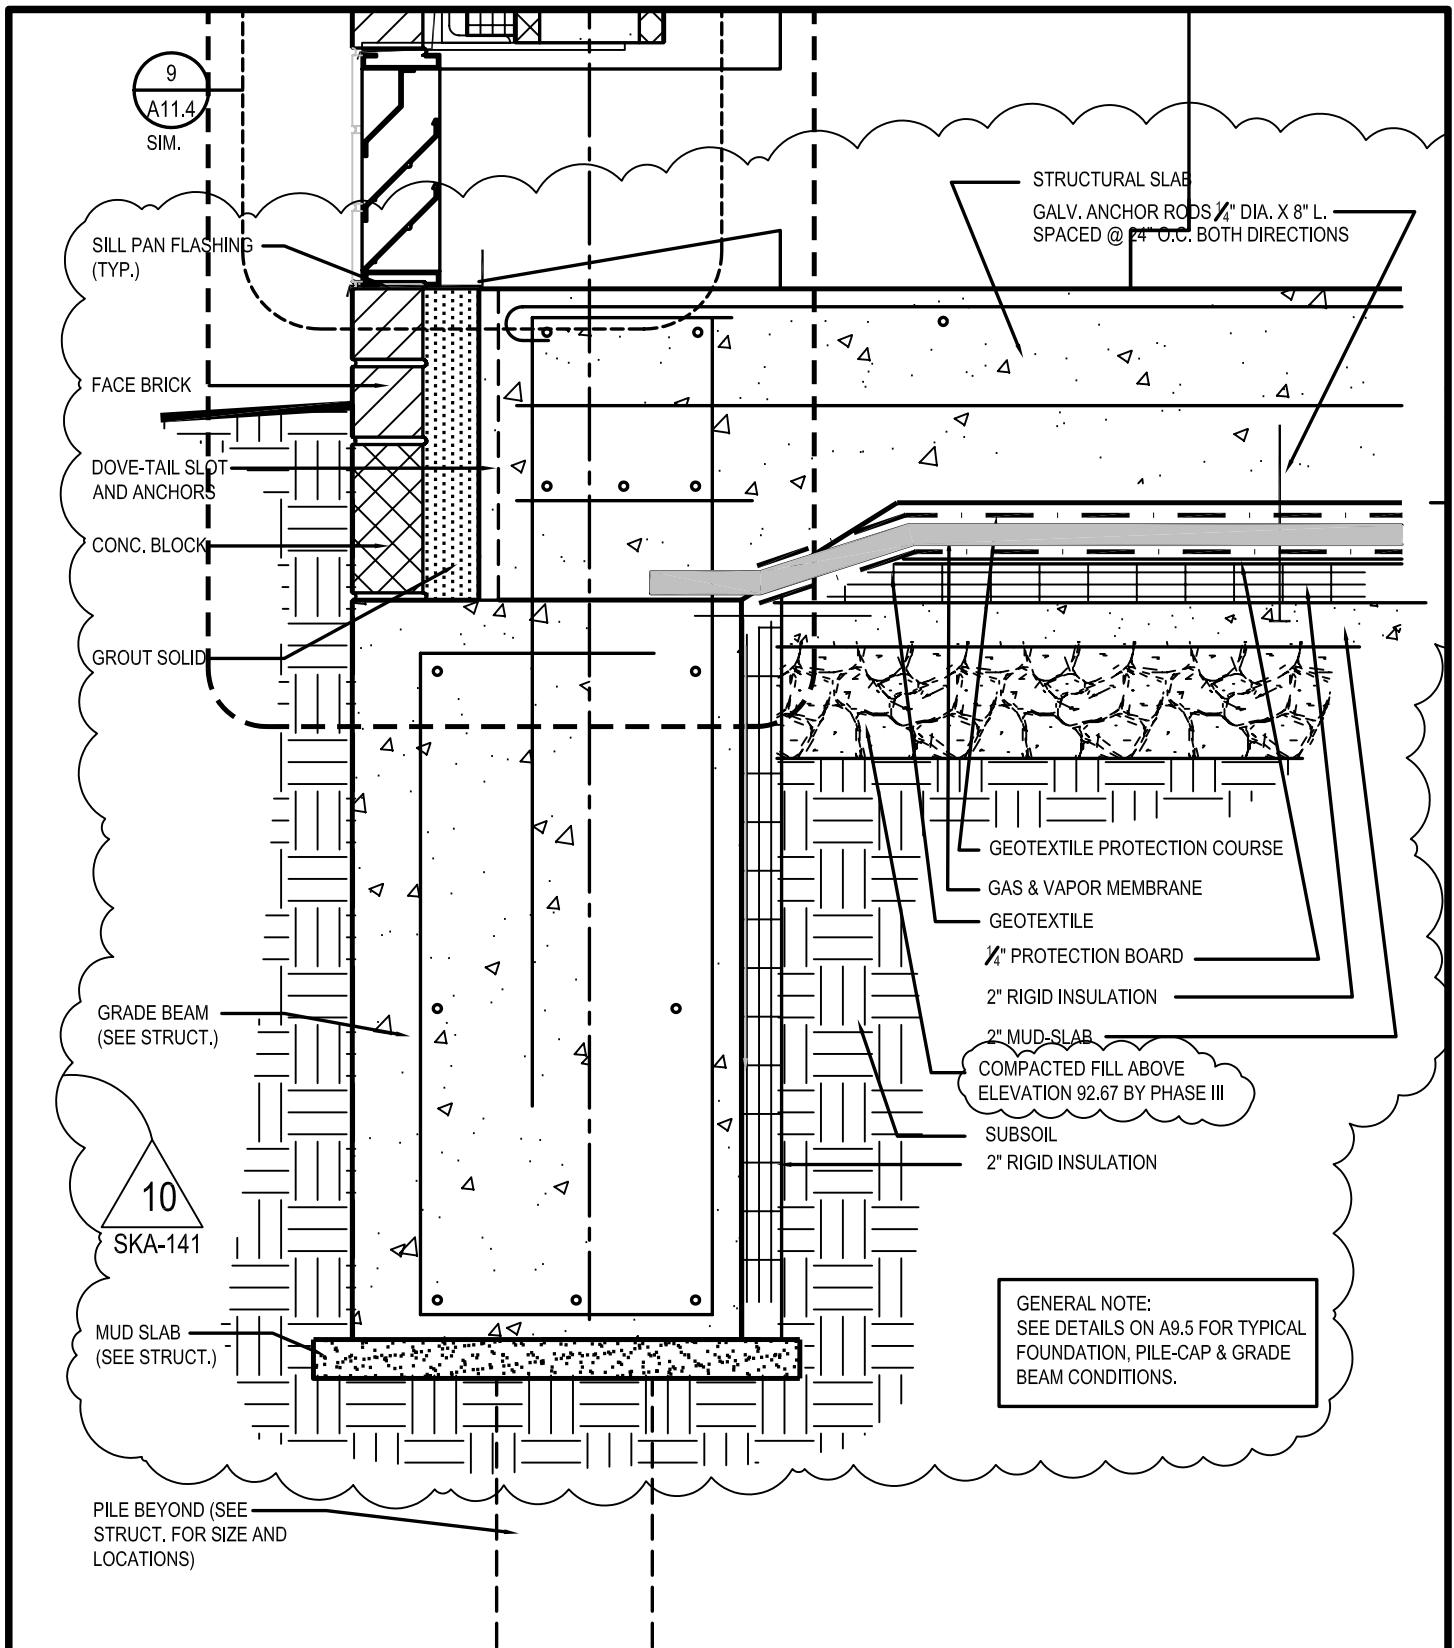 9
A11.4
SIM.
STRUCTURAL SLAB
GALV. ANCHOR RODS 1/4" DIA. X 8" L.
SPACED @ 24" O.C. BOTH DIRECTIONS
SILL PAN FLASHING
(TYP.)
FACE BRICK
DOVE-TAIL SLOT
AND ANCHORS
CONC. BLOCK
GROUT SOLID
GEOTEXTILE PROTECTION COURSE
GAS & VAPOR MEMBRANE
GEOTEXTILE
1/4" PROTECTION BOARD
2" RIGID INSULATION
2" MUD-SLAB
COMPACTED FILL ABOVE
ELEVATION 92.67 BY PHASE III
SUBSOIL
2" RIGID INSULATION
GRADE BEAM
(SEE STRUCT.)
10
SKA-141
MUD SLAB
(SEE STRUCT.)
GENERAL NOTE:
SEE DETAILS ON A9.5 FOR TYPICAL
FOUNDATION, PILE-CAP & GRADE
BEAM CONDITIONS.
PILE BEYOND (SEE
STRUCT. FOR SIZE AND
LOCATIONS)